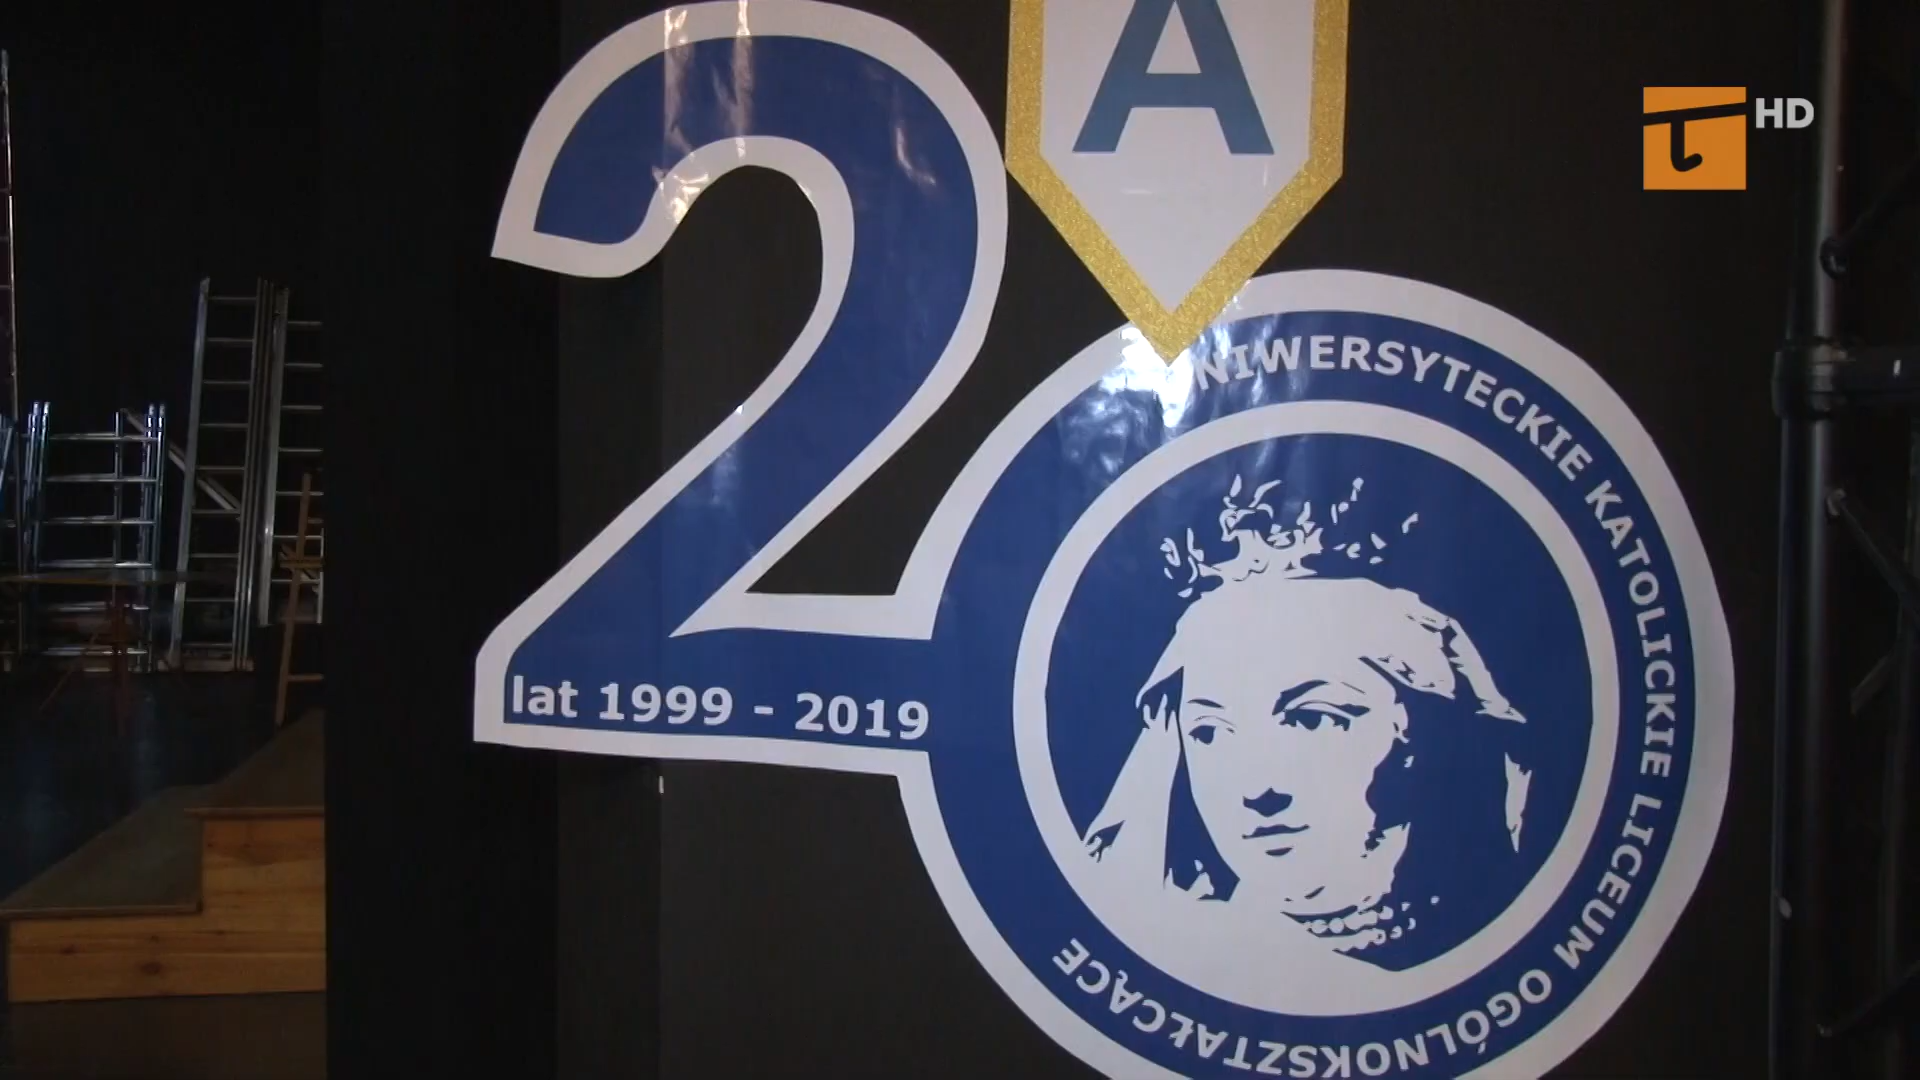 A
HD
20
NIWERSYTECKIE KATOLICKIE LICEUM OGÓLNOKSZTAŁCĄCE
lat 1999 - 2019